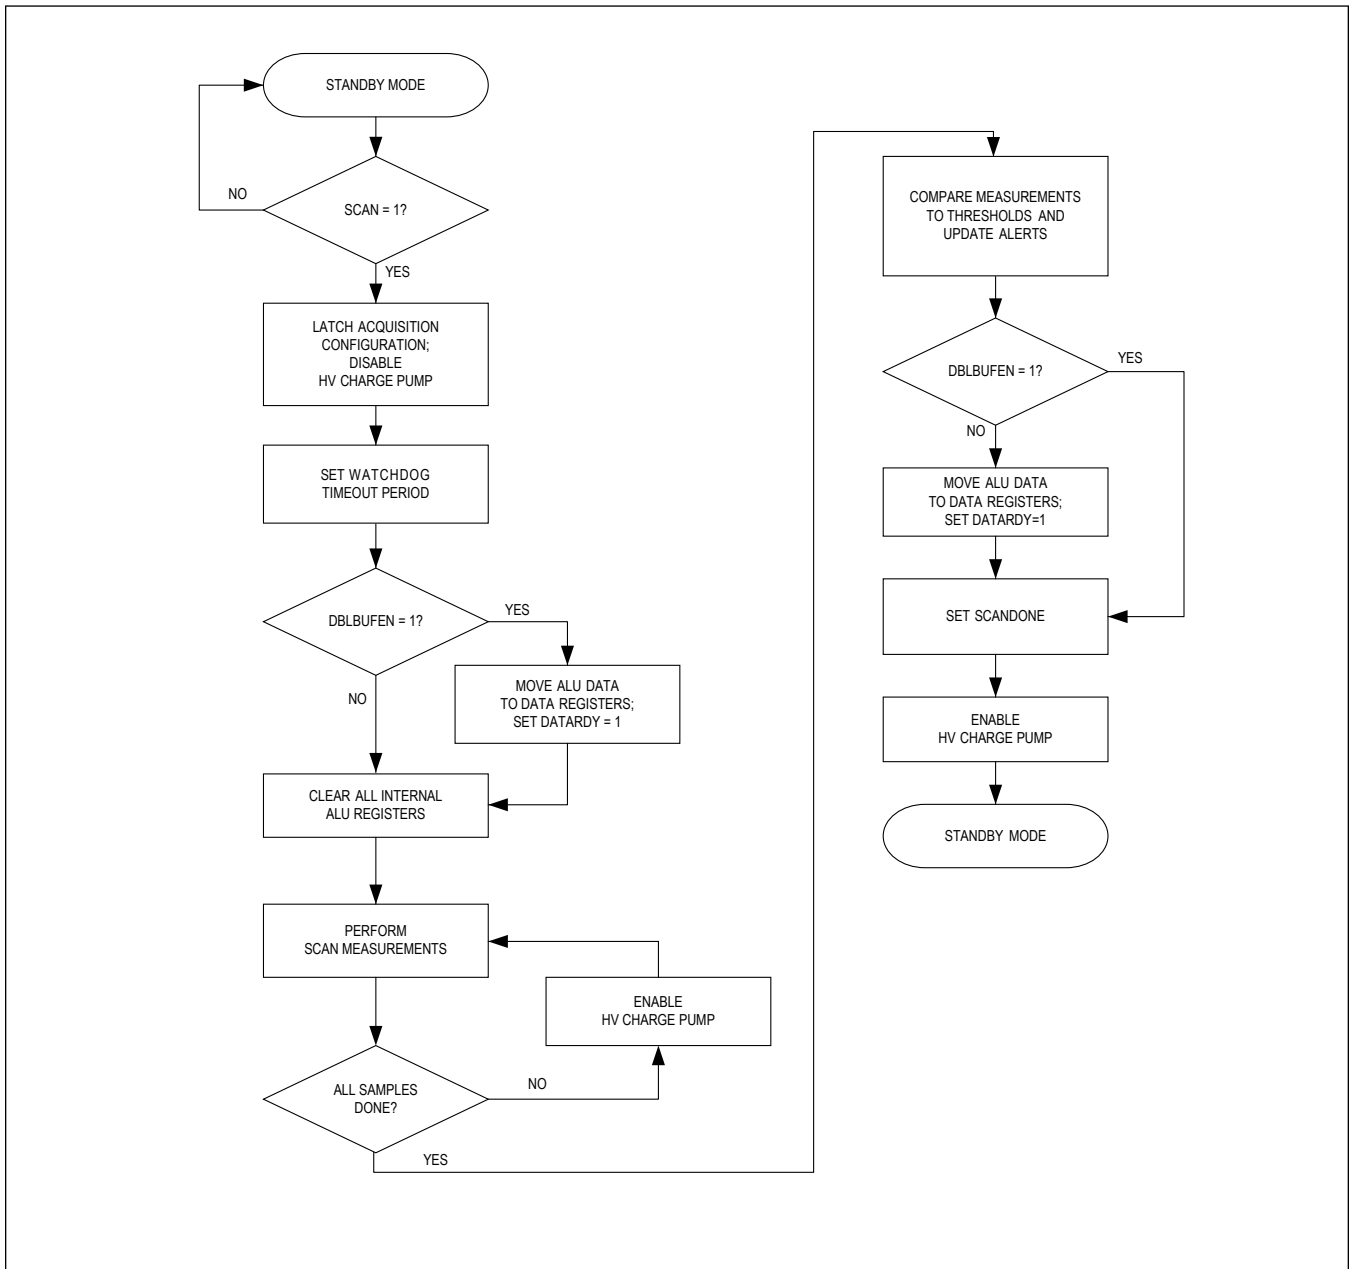 STANDBY MODE
NO
SCAN = 1?
YES
LATCH ACQUISITION
CONFIGURATION;
DISABLE
HV CHARGE PUMP
SET WATCHDOG
TIMEOUT PERIOD
DBLBUFEN = 1?
YES
NO
MOVE ALU DATA
TO DATA REGISTERS;
SET DATARDY = 1
CLEAR ALL INTERNAL
ALU REGISTERS
PERFORM
SCAN MEASUREMENTS
ENABLE
HV CHARGE PUMP
ALL SAMPLES
DONE?
NO
YES
COMPARE MEASUREMENTS
TO THRESHOLDS AND
UPDATE ALERTS
DBLBUFEN = 1?
YES
NO
MOVE ALU DATA
TO DATA REGISTERS;
SET DATARDY=1
SET SCANDONE
ENABLE
HV CHARGE PUMP
STANDBY MODE